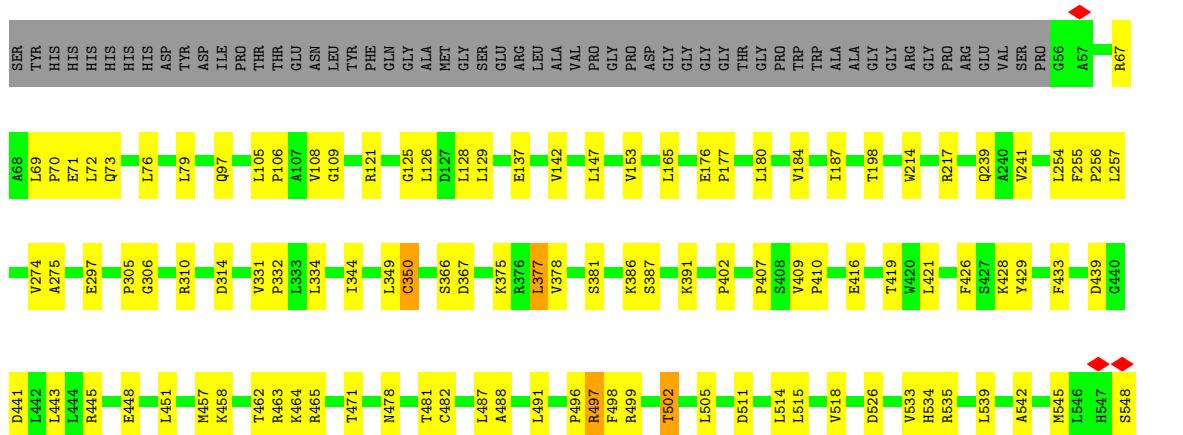 SER TYR HIS HIS HIS HIS HIS HIS ASP TYR ASP ILE PRO THR THR GLU ASN LEU TYR PHE GLN GLY ALA MET GLY SER GLU ARG LEU ALA VAL PRO GLY PRO ASP GLY GLY GLY GLY THR GLY PRO TRP TRP ALA ALA GLY GLY ARG GLY PRO ARG GLU VAL SER PRO G56 A57 R67
A68 L69 P70 E71 L72 Q73 L76 L79 Q97 L105 P106 A107 V108 G109 R121 G125 L126 D127 L128 L129 E137 V142 L147 V153 L165 E176 P177 L180 V184 I187 T198 W214 R217 Q239 A240 V241 L254 F255 P256 L257
V274 A275 E297 P305 G306 R310 D314 V331 P332 L333 L334 I344 L349 C350 S366 D367 K375 R376 L377 V378 S381 K386 S387 K391 P402 P407 S408 V409 P410 E416 T419 W420 L421 F426 S427 K428 Y429 F433 D439 G440
D441 L442 L443 L444 R445 E448 L451 M457 K458 T462 R463 K464 R465 T471 N478 T481 C482 L487 A488 L491 P496 R497 F498 R499 T502 L505 D511 L514 L515 V518 D526 V533 H534 R535 L539 A542 M545 L546 H547 S548